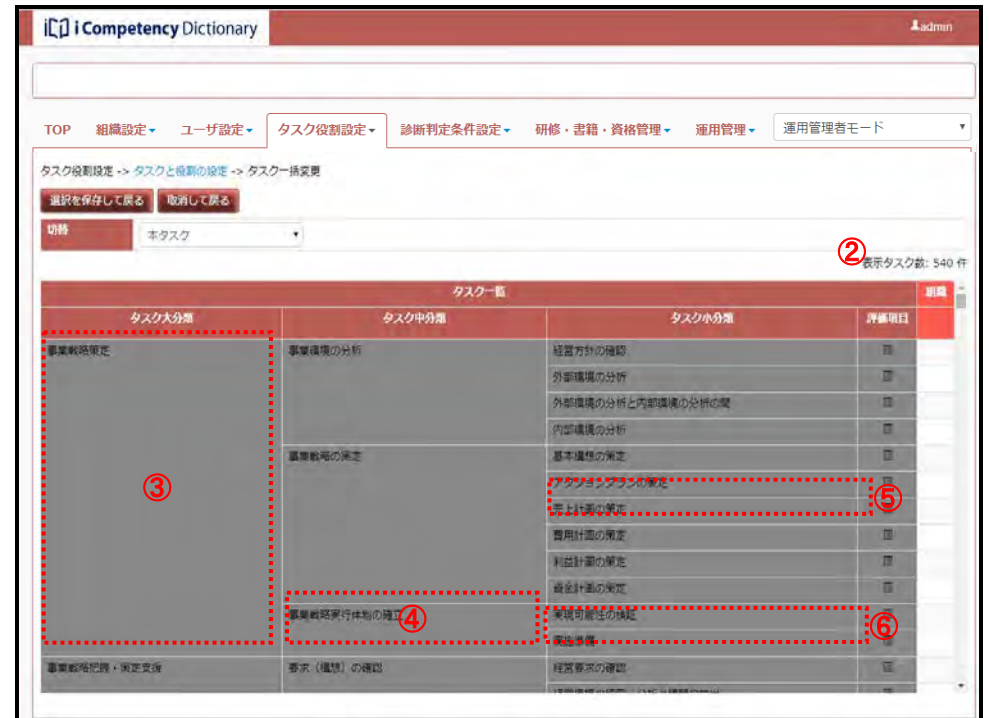 i Competency Dictionary
admin
TOP 組織設定 ユーザ設定 タスク役割設定 診断判定条件設定 研修・書籍・資格管理 運用管理 運用管理者モード
タスク役割設定 -> タスクと役割の設定 -> タスク一括変更
選択を保存して戻る 取消して戻る
切替 本タスク
②
表示タスク数: 540 件
タスク一覧 組織
タスク大分類 タスク中分類 タスク小分類 評価項目
事業戦略策定 事業環境の分析 経営方針の確認
外部環境の分析
外部環境の分析と内部環境の分析の関
内部環境の分析
事業戦略の策定 基本構想の策定
③
アクションプランの策定
⑤
売上計画の策定
費用計画の策定
利益計画の策定
資金計画の策定
事業戦略実行体制の確立 実現可能性の検証
④ ⑥
実施準備
事業戦略把握・策定支援 要求（構想）の確認 経営要求の確認